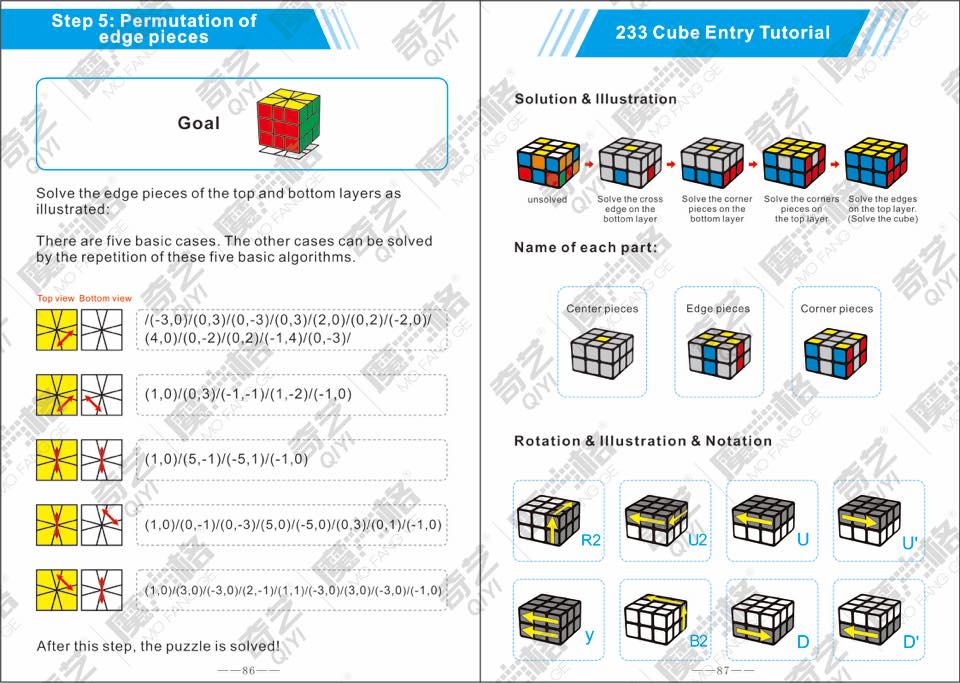 Step 5: Permutation of
edge pieces
Goal
Solve the edge pieces of the top and bottom layers as
illustrated:
There are five basic cases. The other cases can be solved
by the repetition of these five basic algorithms.
Top view Bottom view
/(-3,0)/(0,3)/(0,-3)/(0,3)/(2,0)/(0,2)/(-2,0)/
(4,0)/(0,-2)/(0,2)/(-1,4)/(0,-3)/
(1,0)/(0,3)/(-1,-1)/(1,-2)/(-1,0)
(1,0)/(5,-1)/(-5,1)/(-1,0)
(1,0)/(0,-1)/(0,-3)/(5,0)/(-5,0)/(0,3)/(0,1)/(-1,0)
(1,0)/(3,0)/(-3,0)/(2,-1)/(1,1)/(-3,0)/(3,0)/(-3,0)/(-1,0)
After this step, the puzzle is solved!
——86——
233 Cube Entry Tutorial
Solution & Illustration
unsolved
Solve the cross
edge on the
bottom layer
Solve the corner
pieces on the
bottom layer
Solve the corners
pieces on
the top layer
Solve the edges
on the top layer.
(Solve the cube)
Name of each part:
Center pieces
Edge pieces
Corner pieces
Rotation & Illustration & Notation
R2
U2
U
U'
y
B2
D
D'
——87——
奇艺
QIYI
魔方格
MO FANG GE